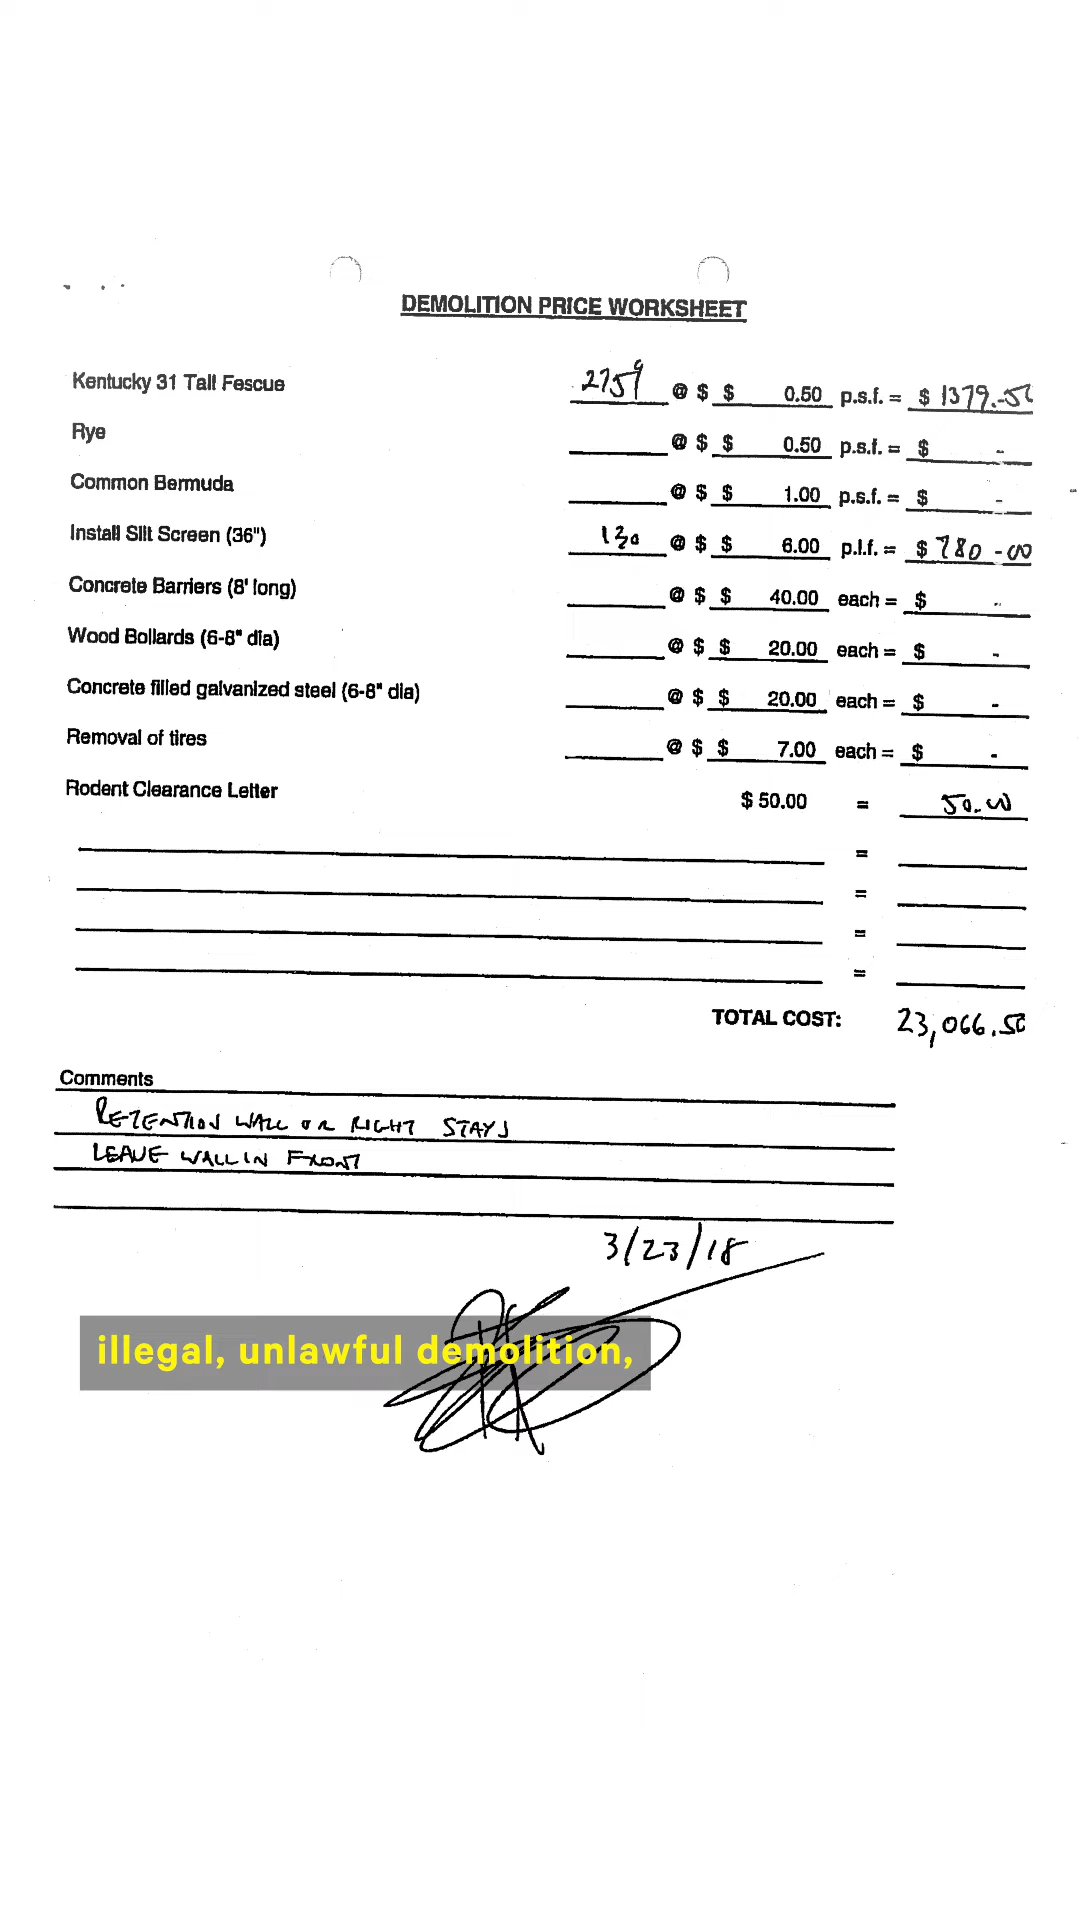 DEMOLITION PRICE WORKSHEET
Kentucky 31 Tall Fescue 2759 @ $ $ 0.50 p.s.f. = $ 1379.-50
Rye @ $ $ 0.50 p.s.f. = $ -
Common Bermuda @ $ $ 1.00 p.s.f. = $ -
Install Silt Screen (36") 130 @ $ $ 6.00 p.l.f. = $ 780-00
Concrete Barriers (8' long) @ $ $ 40.00 each = $ -
Wood Bollards (6-8" dia) @ $ $ 20.00 each = $ -
Concrete filled galvanized steel (6-8" dia) @ $ $ 20.00 each = $ -
Removal of tires @ $ $ 7.00 each = $ -
Rodent Clearance Letter $ 50.00 = 50.00
=
=
=
=
TOTAL COST: 23,066.50
Comments
RETENTION WALL ON RIGHT STAYS
LEAVE WALL IN FRONT
3/23/18
illegal, unlawful demolition,